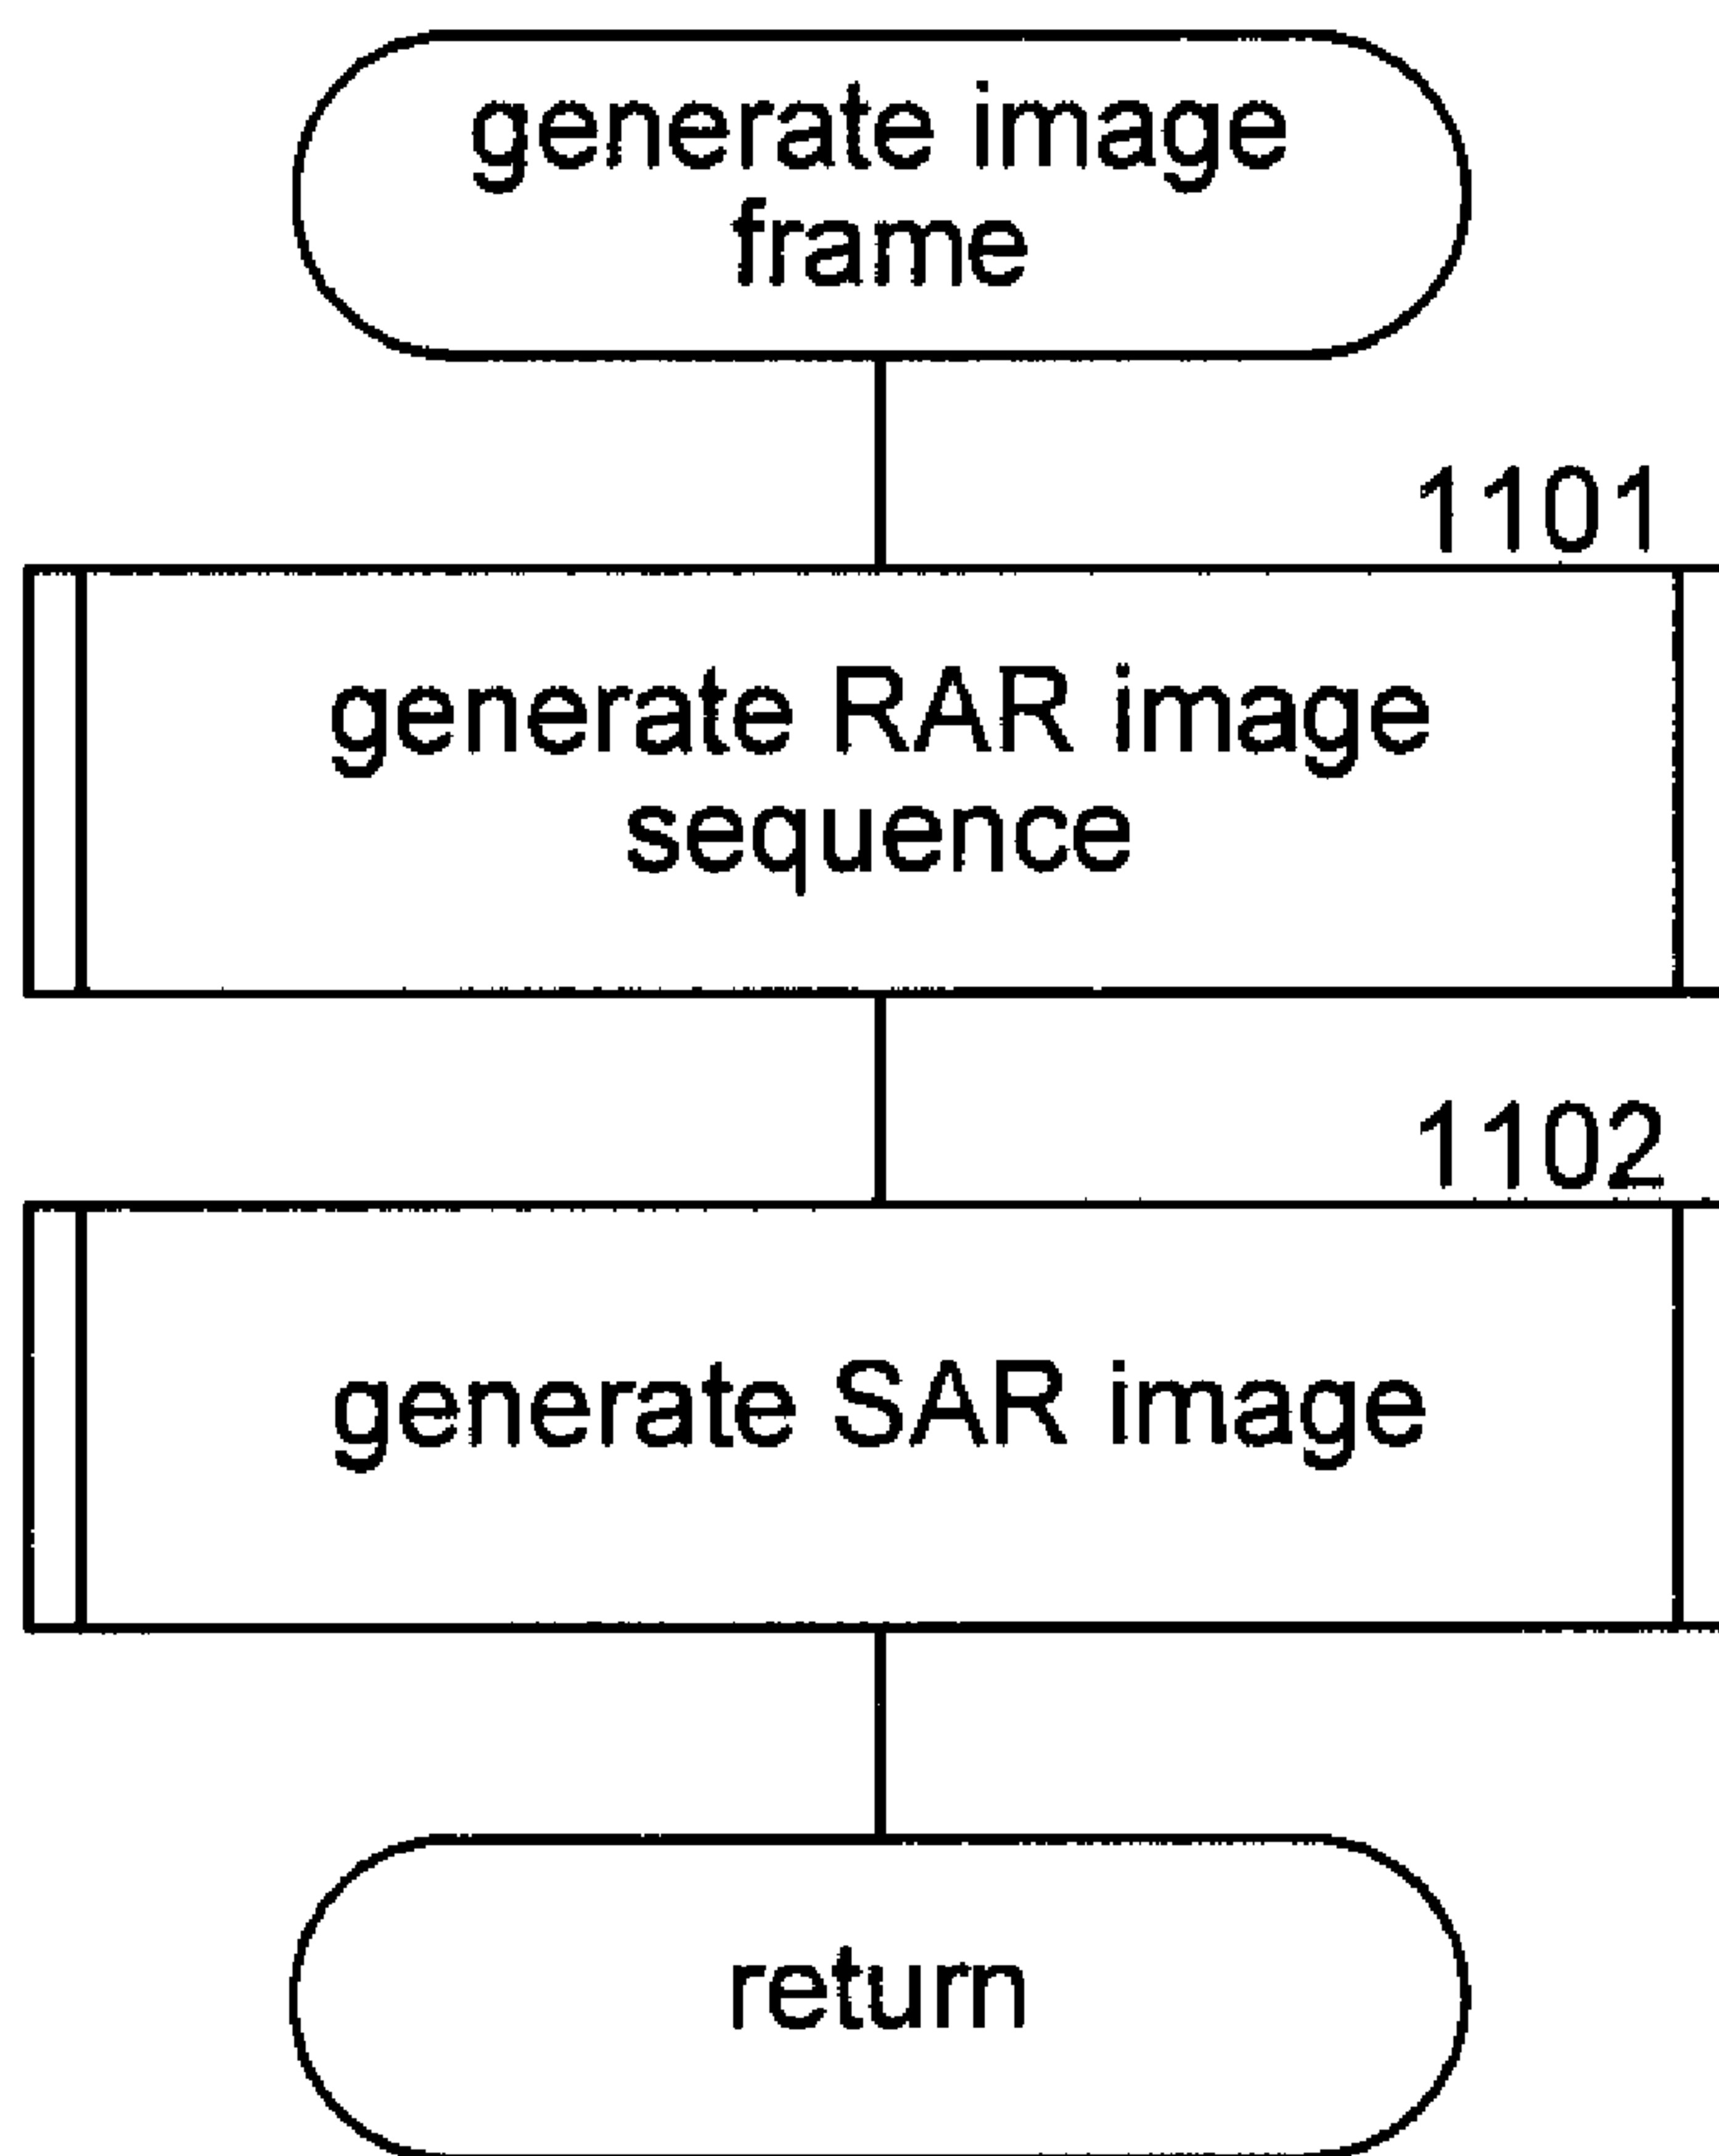 generate image
frame
1101
generate RAR image
sequence
1102
generate SAR image
return